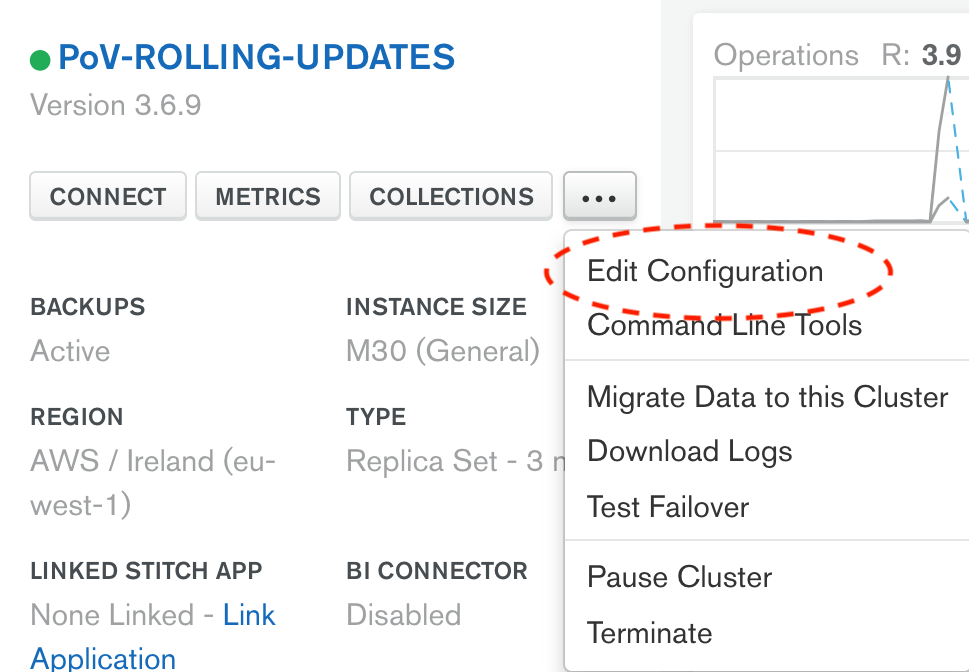 PoV-ROLLING-UPDATES
Version 3.6.9
Operations R: 3.9
CONNECT
METRICS
COLLECTIONS
...
Edit Configuration
Command Line Tools
Migrate Data to this Cluster
Download Logs
Test Failover
Pause Cluster
Terminate
BACKUPS
Active
INSTANCE SIZE
M30 (General)
REGION
AWS / Ireland (eu-
west-1)
TYPE
Replica Set - 3
LINKED STITCH APP
None Linked - Link
Application
BI CONNECTOR
Disabled